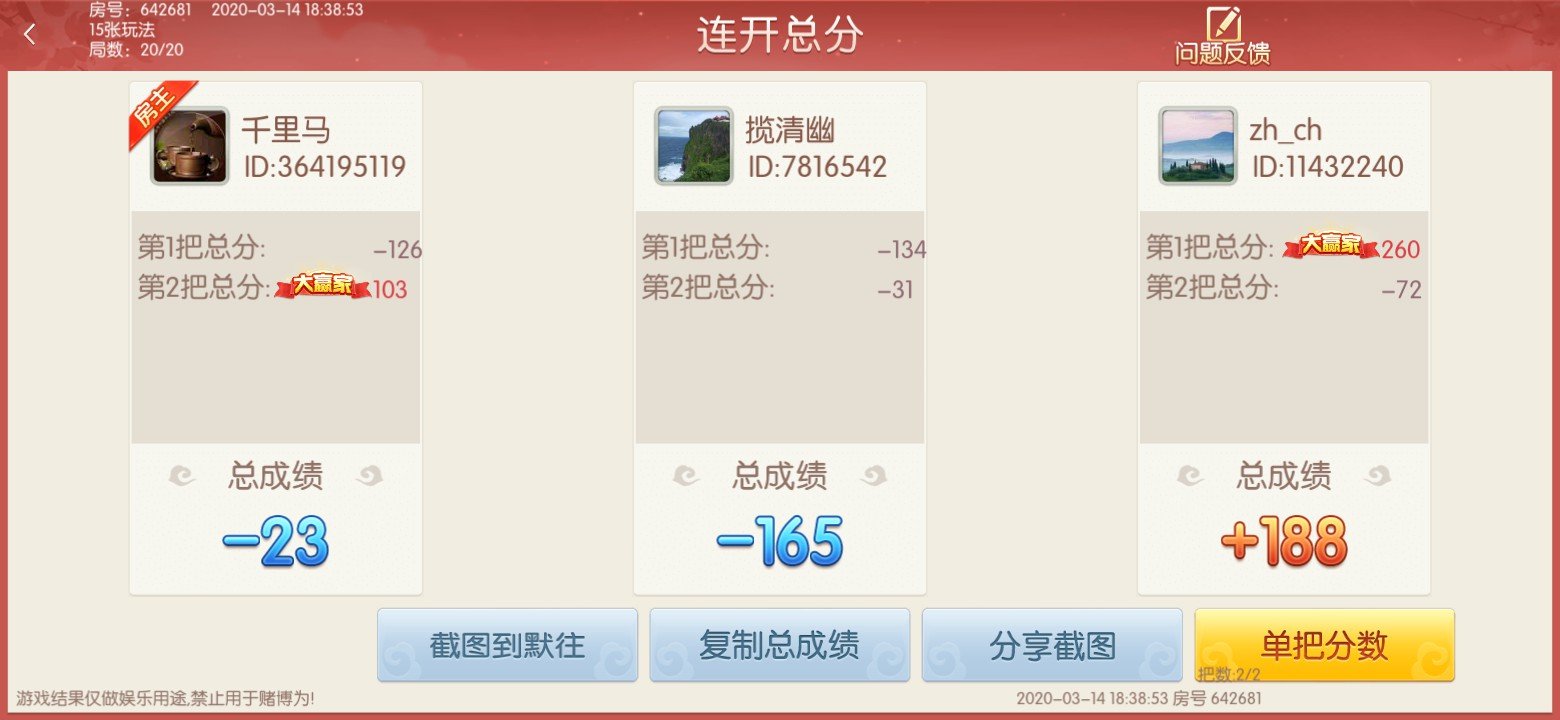 房号：642681 2020-03-14 18:38:53
15张玩法
局数：20/20
连开总分
问题反馈
房主
千里马
ID:364195119
第1把总分: -126
第2把总分: 大赢家 103
总成绩
-23
揽清幽
ID:7816542
第1把总分: -134
第2把总分: -31
总成绩
-165
zh_ch
ID:11432240
第1把总分: 大赢家 260
第2把总分: -72
总成绩
+188
截图到默往
复制总成绩
分享截图
单把分数
把数:2/2
游戏结果仅做娱乐用途,禁止用于赌博为!
2020-03-14 18:38:53 房号 642681